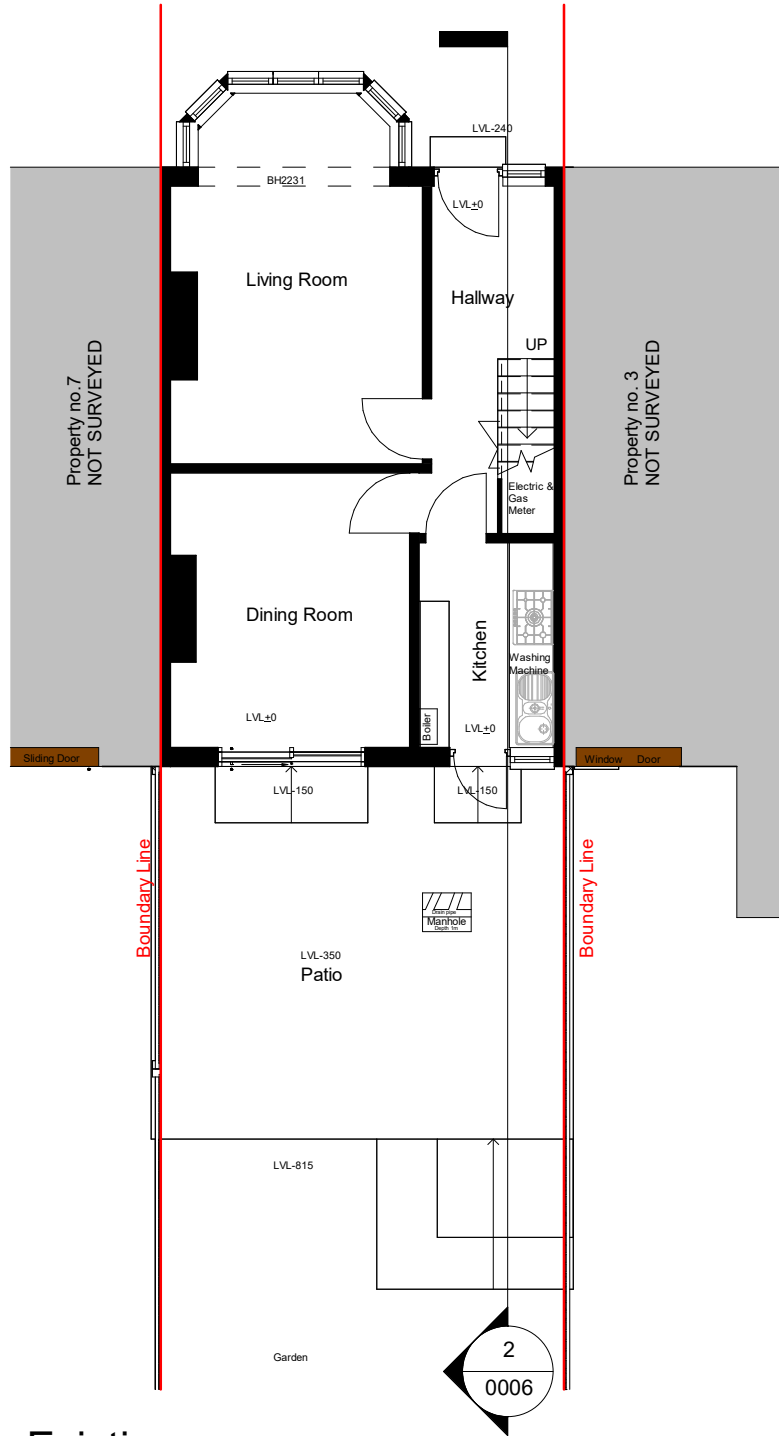 LVL-240
BH2231
LVL±0
Living Room
Hallway
UP
Property no.7
NOT SURVEYED
Property no. 3
NOT SURVEYED
Electric &
Gas
Meter
Dining Room
Kitchen
Washing
Machine
LVL±0
Boiler
LVL±0
Sliding Door
Window Door
LVL-150
LVL-150
Boundary Line
Boundary Line
Drain pipe
Manhole
Depth 1m
LVL-350
Patio
LVL-815
Garden
2
0006